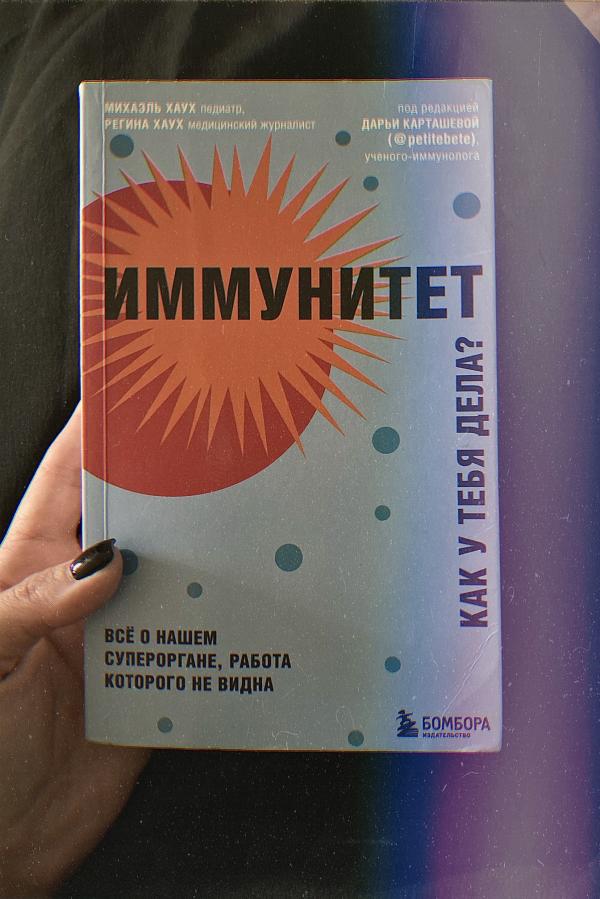 МИХАЭЛЬ ХАУХ педиатр,
РЕГИНА ХАУХ медицинский журналист
под редакцией
ДАРЬИ КАРТАШЕВОЙ
(@petitebete),
ученого-иммунолога
ИММУНИТЕТ
КАК У ТЕБЯ ДЕЛА?
ВСЁ О НАШЕМ
СУПЕРОРГАНЕ, РАБОТА
КОТОРОГО НЕ ВИДНА
БОМБОРА
ИЗДАТЕЛЬСТВО